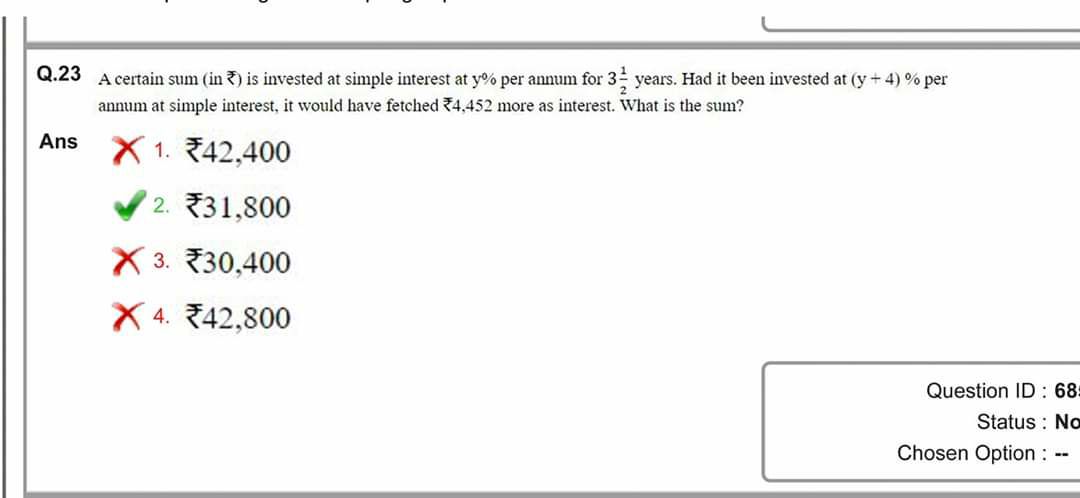 Q.23 A certain sum (in ₹) is invested at simple interest at y% per annum for 3 1/2 years. Had it been invested at (y + 4) % per
annum at simple interest, it would have fetched ₹4,452 more as interest. What is the sum?
Ans 1. ₹42,400
2. ₹31,800
3. ₹30,400
4. ₹42,800
Question ID : 68
Status : No
Chosen Option : --